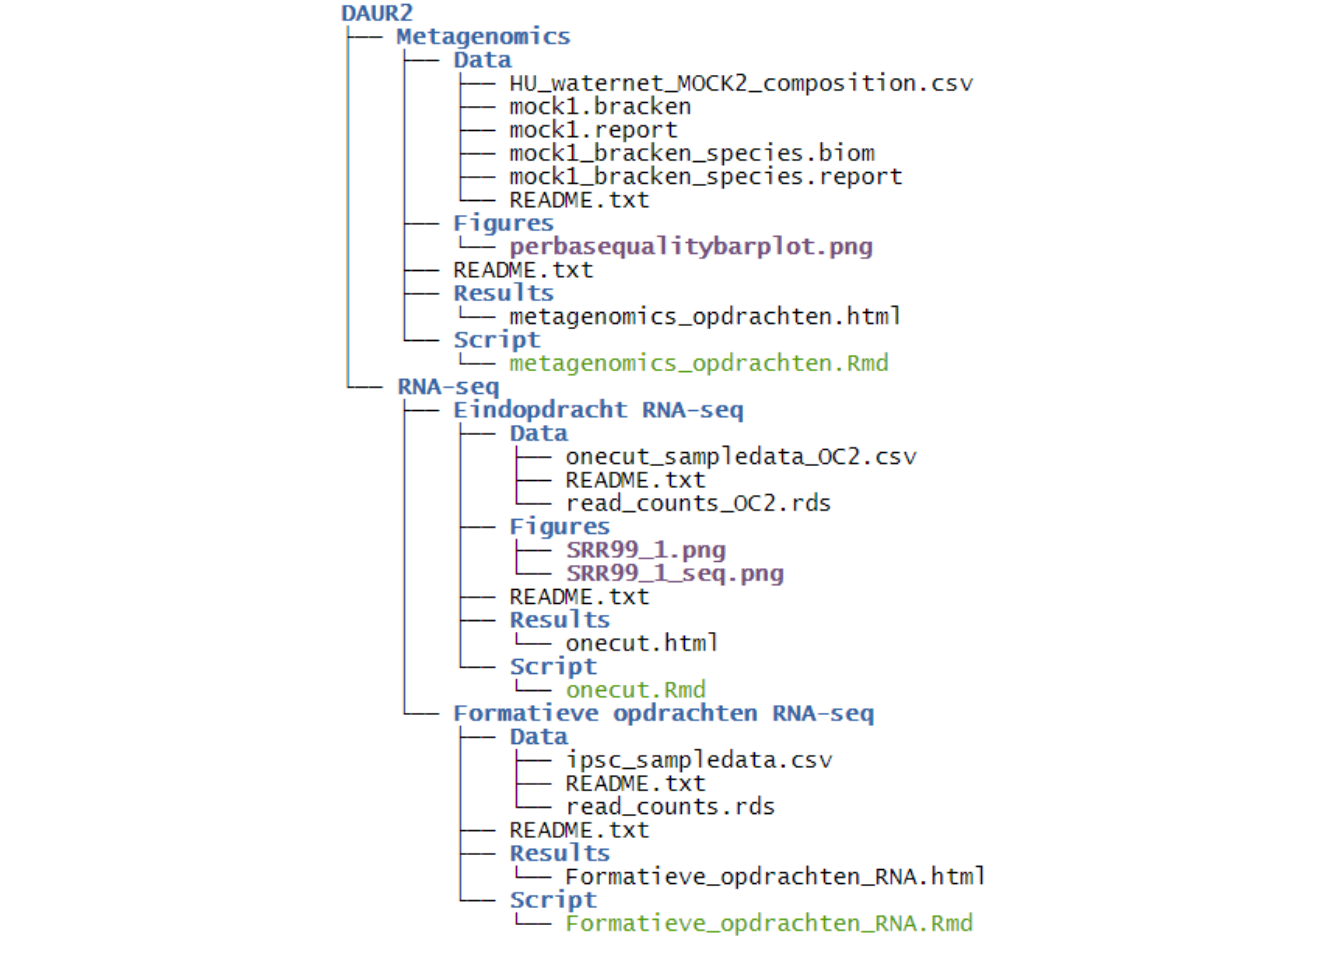 DAUR2
├── Metagenomics
│   ├── Data
│   │   ├── HU_waternet_MOCK2_composition.csv
│   │   ├── mock1.bracken
│   │   ├── mock1.report
│   │   ├── mock1_bracken_species.biom
│   │   ├── mock1_bracken_species.report
│   │   └── README.txt
│   ├── Figures
│   │   └── perbasequalitybarplot.png
│   ├── README.txt
│   ├── Results
│   │   └── metagenomics_opdrachten.html
│   └── Script
│       └── metagenomics_opdrachten.Rmd
└── RNA-seq
    ├── Eindopdracht RNA-seq
    │   ├── Data
    │   │   ├── onecut_sampledata_OC2.csv
    │   │   ├── README.txt
    │   │   └── read_counts_OC2.rds
    │   ├── Figures
    │   │   ├── SRR99_1.png
    │   │   └── SRR99_1_seq.png
    │   ├── README.txt
    │   ├── Results
    │   │   └── onecut.html
    │   └── Script
    │       └── onecut.Rmd
    └── Formatieve opdrachten RNA-seq
        ├── Data
        │   ├── ipsc_sampledata.csv
        │   ├── README.txt
        │   └── read_counts.rds
        ├── README.txt
        ├── Results
        │   └── Formatieve_opdrachten_RNA.html
        └── Script
            └── Formatieve_opdrachten_RNA.Rmd